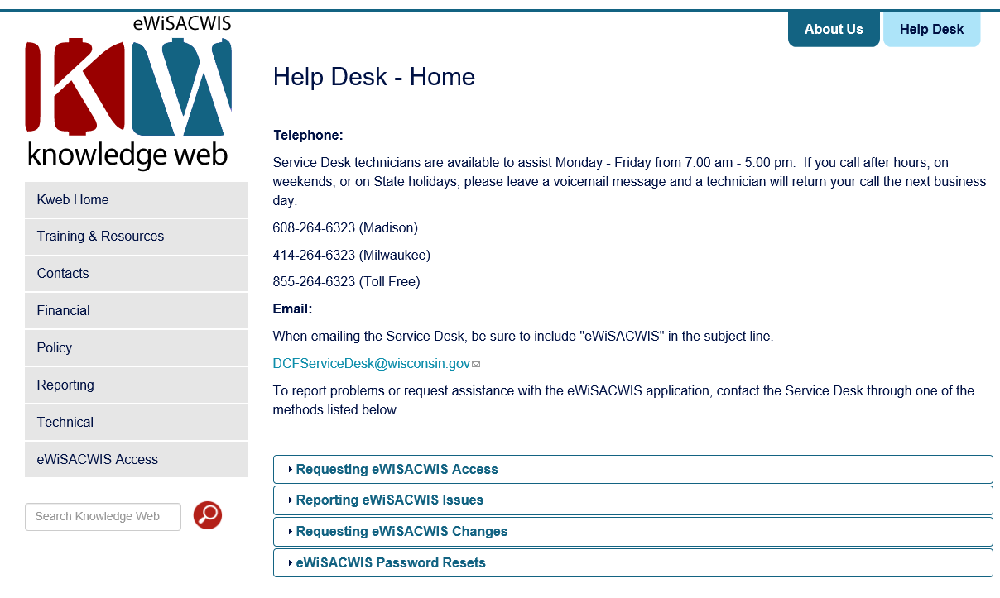 eWiSACWIS
KW
knowledge web
About Us
Help Desk
Kweb Home
Training & Resources
Contacts
Financial
Policy
Reporting
Technical
eWiSACWIS Access
Search Knowledge Web
Help Desk - Home
Telephone:
Service Desk technicians are available to assist Monday - Friday from 7:00 am - 5:00 pm.  If you call after hours, on
weekends, or on State holidays, please leave a voicemail message and a technician will return your call the next business
day.
608-264-6323 (Madison)
414-264-6323 (Milwaukee)
855-264-6323 (Toll Free)
Email:
When emailing the Service Desk, be sure to include "eWiSACWIS" in the subject line.
DCFServiceDesk@wisconsin.gov
To report problems or request assistance with the eWiSACWIS application, contact the Service Desk through one of the
methods listed below.
Requesting eWiSACWIS Access
Reporting eWiSACWIS Issues
Requesting eWiSACWIS Changes
eWiSACWIS Password Resets